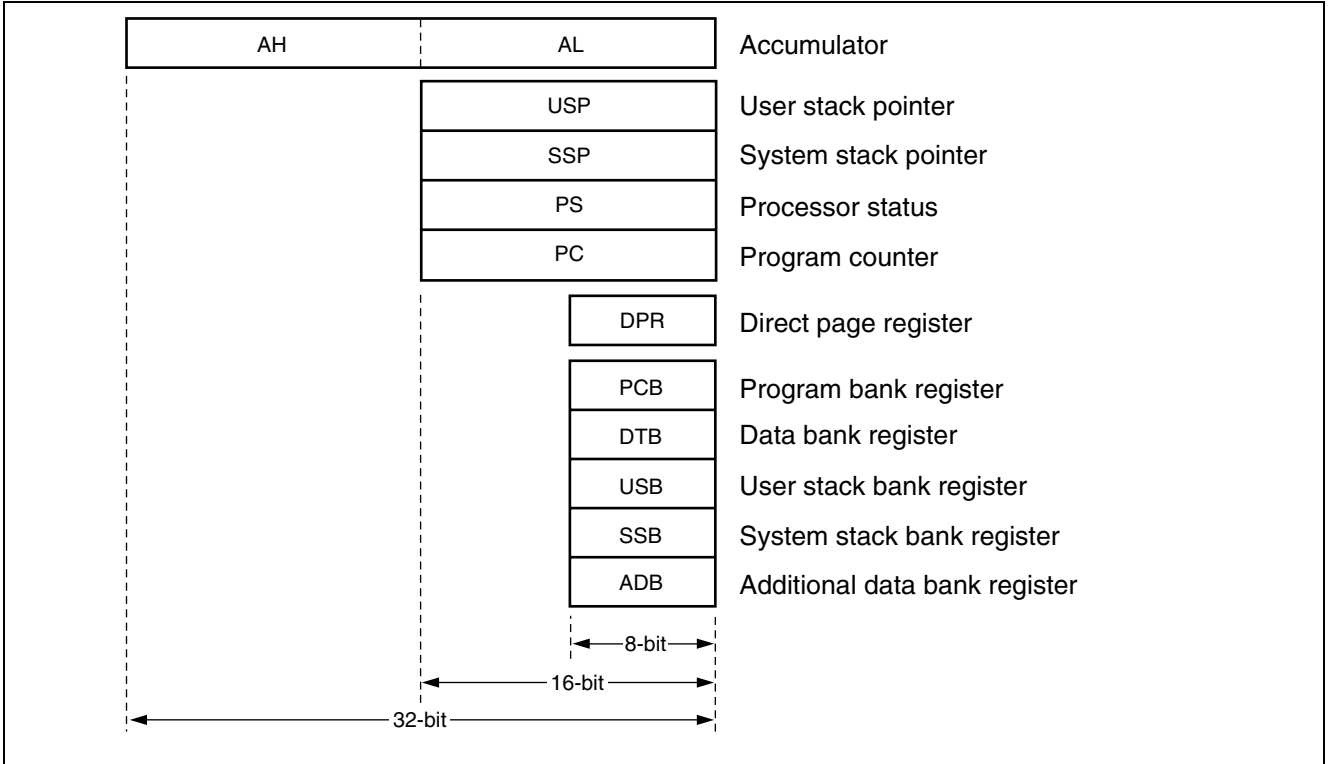 AH AL Accumulator
USP User stack pointer
SSP System stack pointer
PS Processor status
PC Program counter
DPR Direct page register
PCB Program bank register
DTB Data bank register
USB User stack bank register
SSB System stack bank register
ADB Additional data bank register
8-bit
16-bit
32-bit